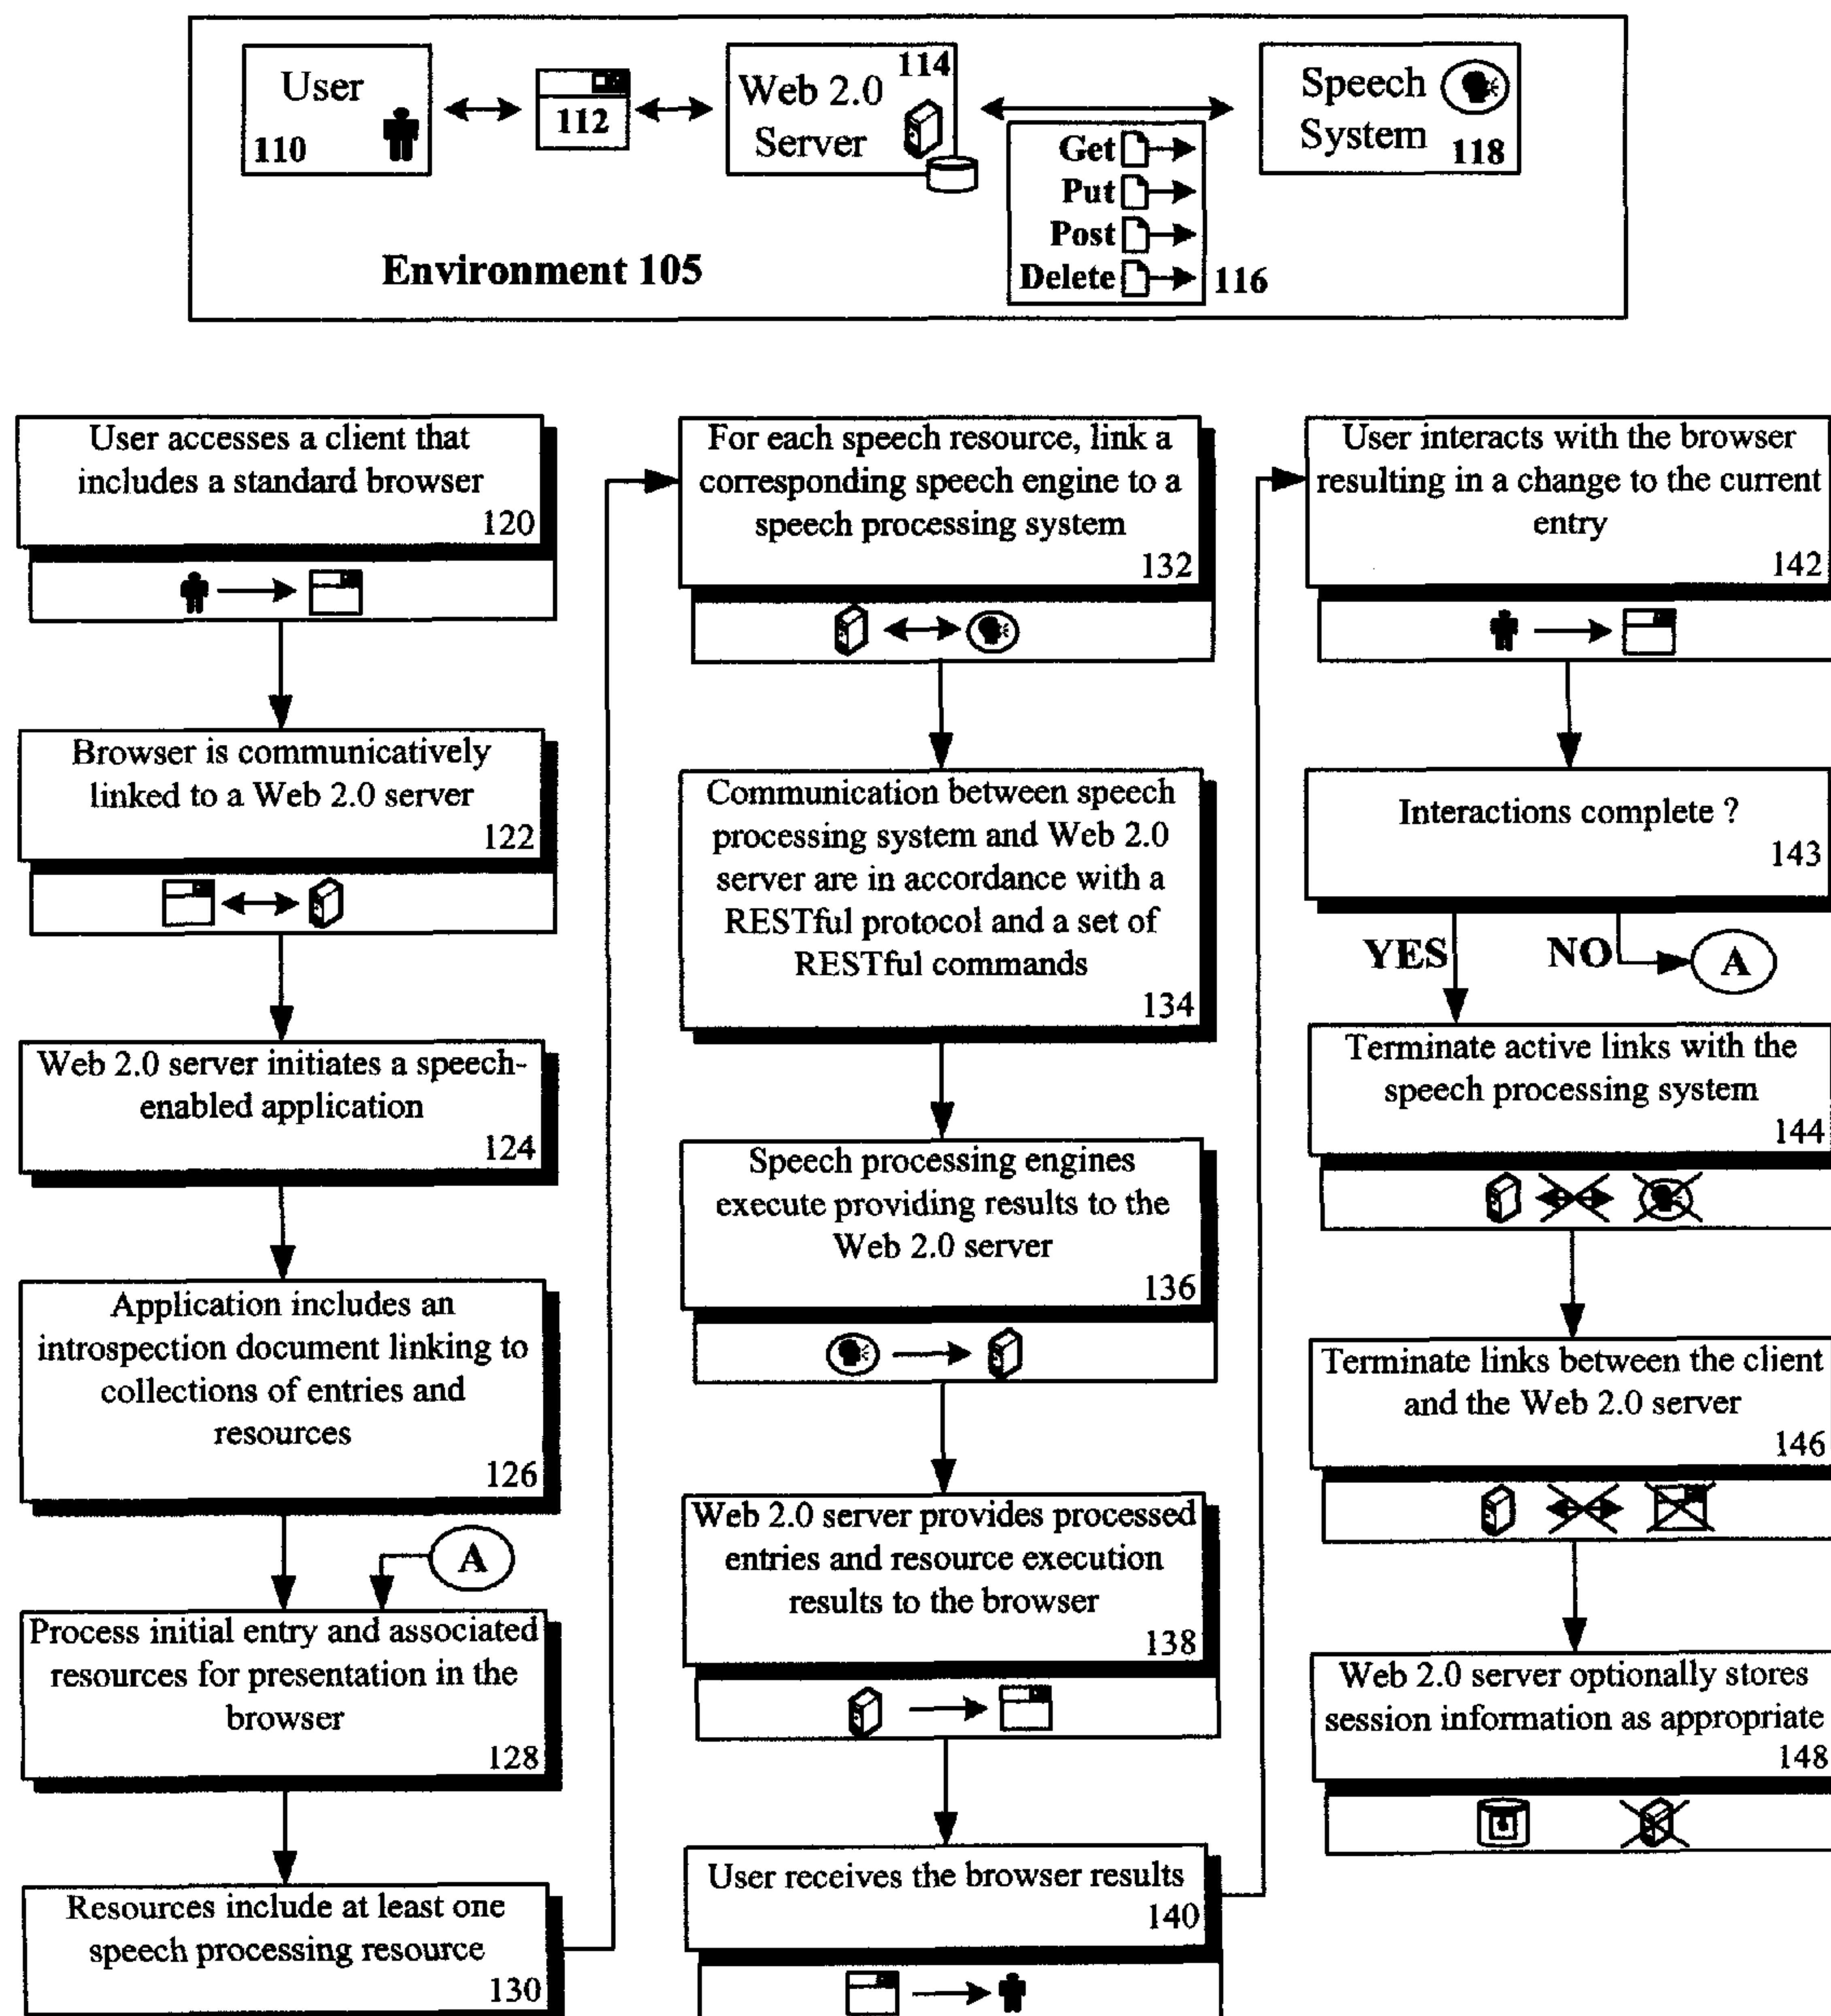 User
110
112
114
Web 2.0
Server
Speech
System
118
Get
Put
Post
Delete
116
Environment 105
User accesses a client that
includes a standard browser
120
Browser is communicatively
linked to a Web 2.0 server
122
Web 2.0 server initiates a speech-
enabled application
124
Application includes an
introspection document linking to
collections of entries and
resources
126
A
Process initial entry and associated
resources for presentation in the
browser
128
Resources include at least one
speech processing resource
130
For each speech resource, link a
corresponding speech engine to a
speech processing system
132
Communication between speech
processing system and Web 2.0
server are in accordance with a
RESTful protocol and a set of
RESTful commands
134
Speech processing engines
execute providing results to the
Web 2.0 server
136
Web 2.0 server provides processed
entries and resource execution
results to the browser
138
User receives the browser results
140
User interacts with the browser
resulting in a change to the current
entry
142
Interactions complete ?
143
YES
NO
A
Terminate active links with the
speech processing system
144
Terminate links between the client
and the Web 2.0 server
146
Web 2.0 server optionally stores
session information as appropriate
148